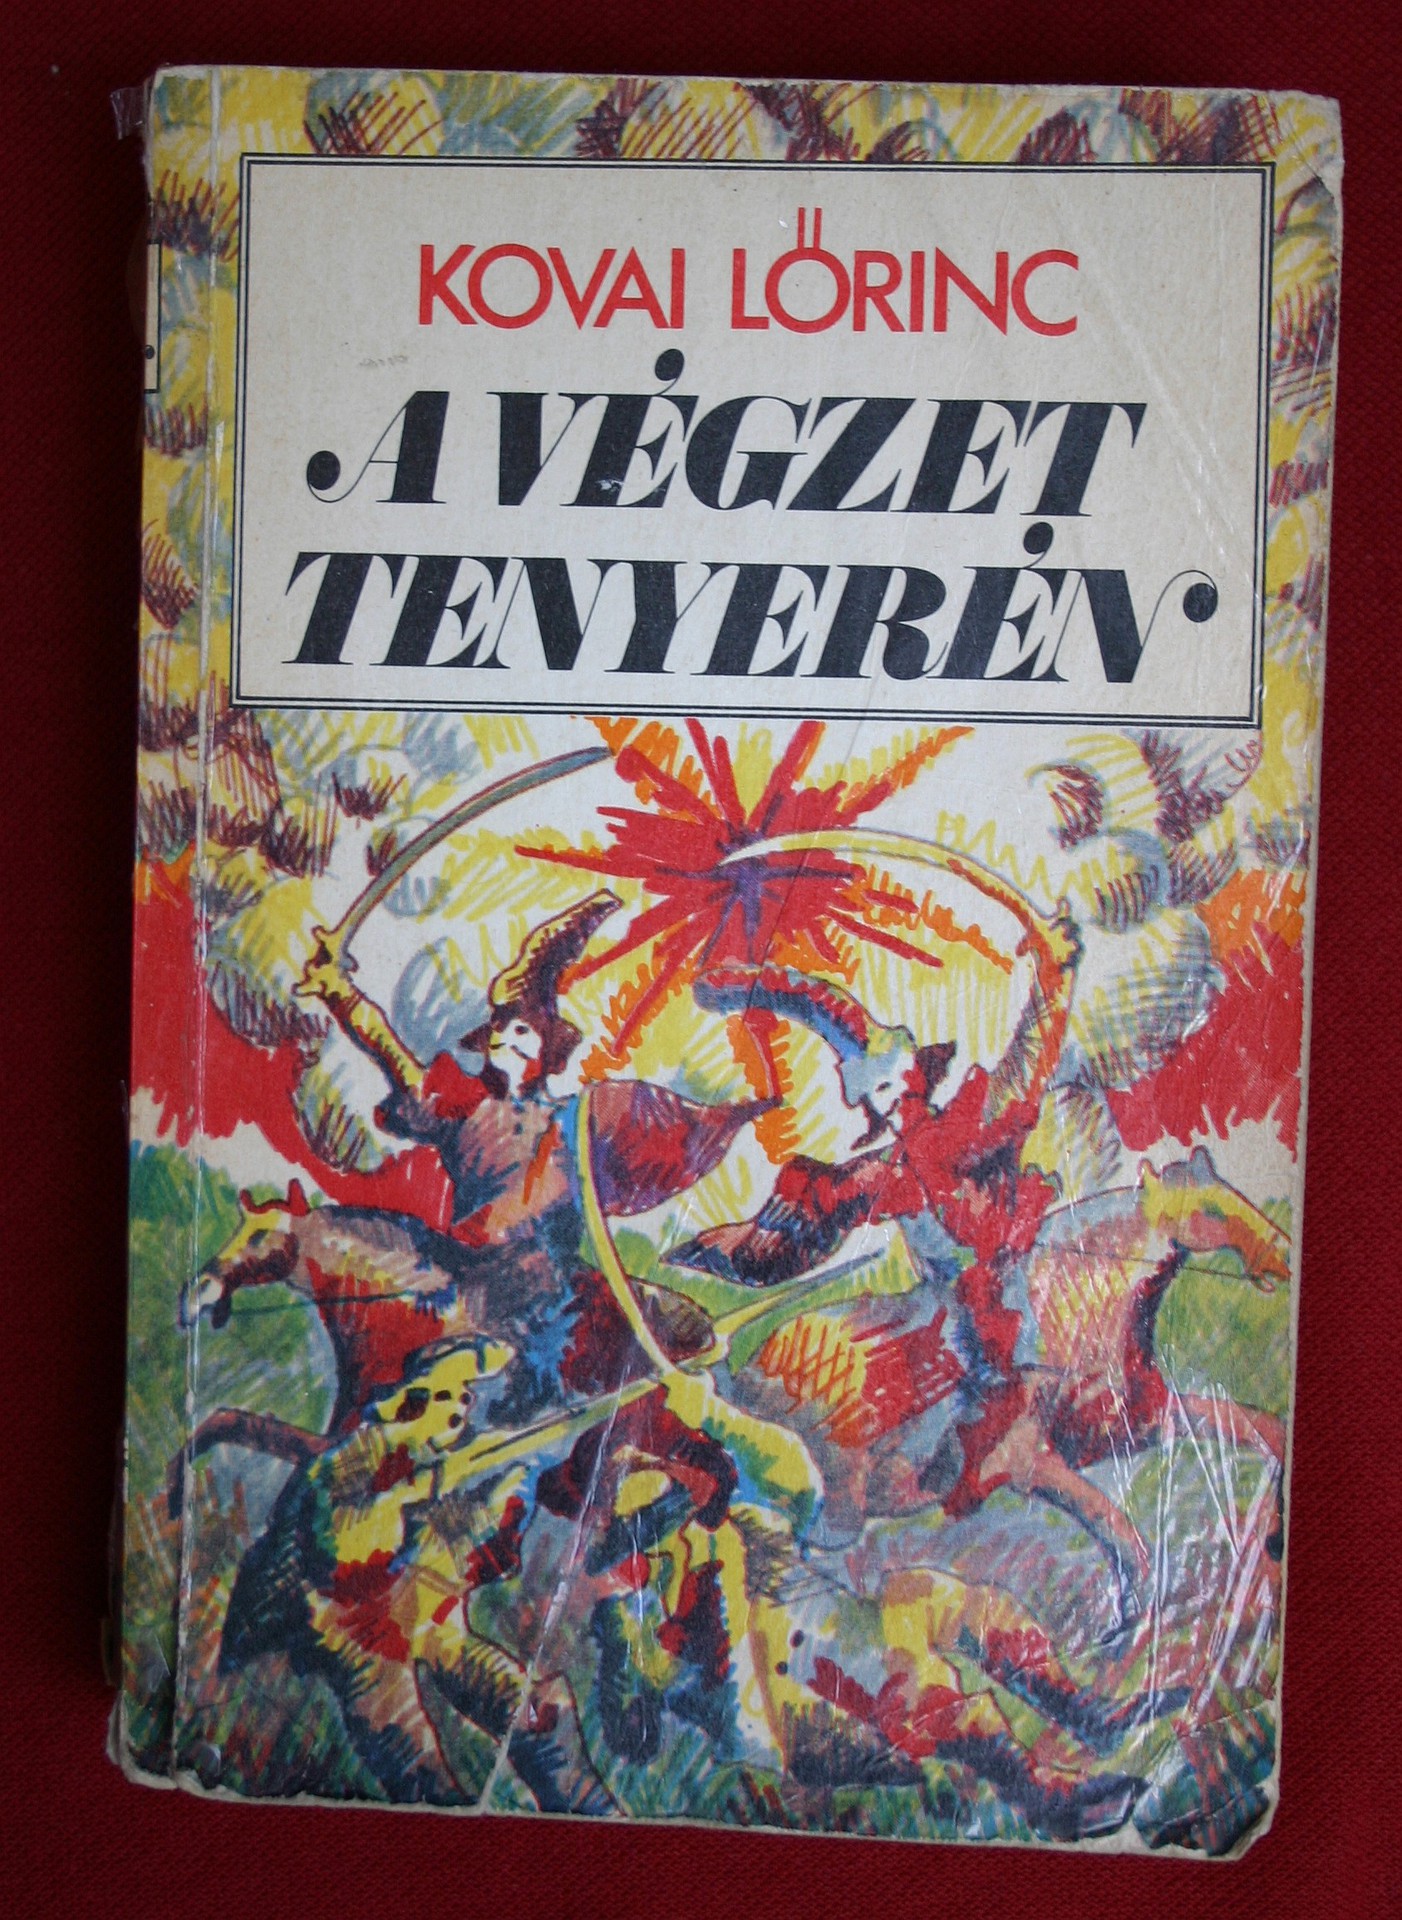 KOVAI LŐRINC
A VÉGZET
TENYERÉN